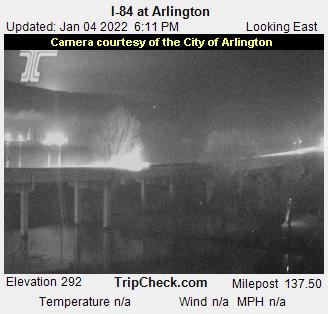 I-84 at Arlington
Updated: Jan 04 2022 6:11 PM Looking East
Camera courtesy of the City of Arlington
Elevation 292 TripCheck.com Milepost 137.50
Temperature n/a Wind n/a MPH n/a